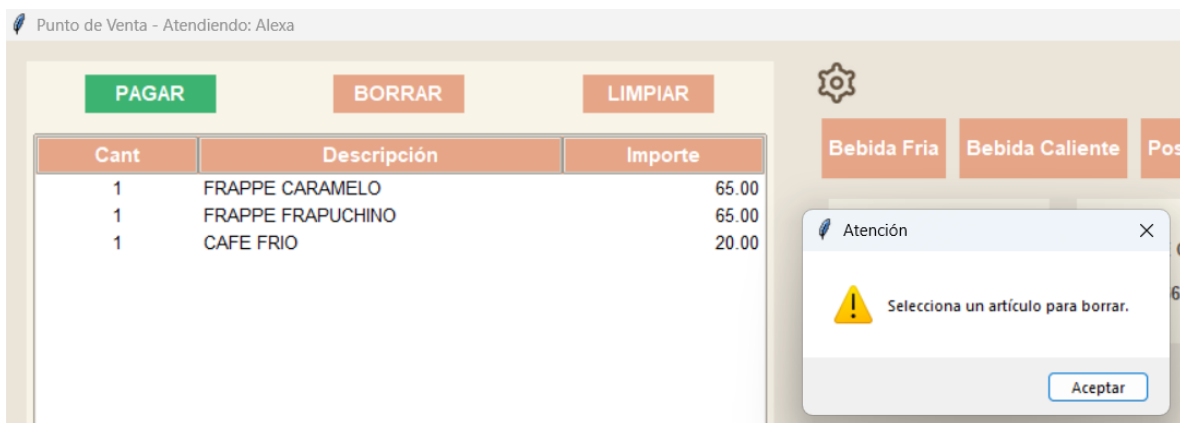 Punto de Venta - Atendiendo: Alexa
PAGAR BORRAR LIMPIAR
Cant Descripción Importe
1 FRAPPE CARAMELO 65.00
1 FRAPPE FRAPUCHINO 65.00
1 CAFE FRIO 20.00
Bebida Fria Bebida Caliente Pos
Atención
Selecciona un artículo para borrar.
Aceptar